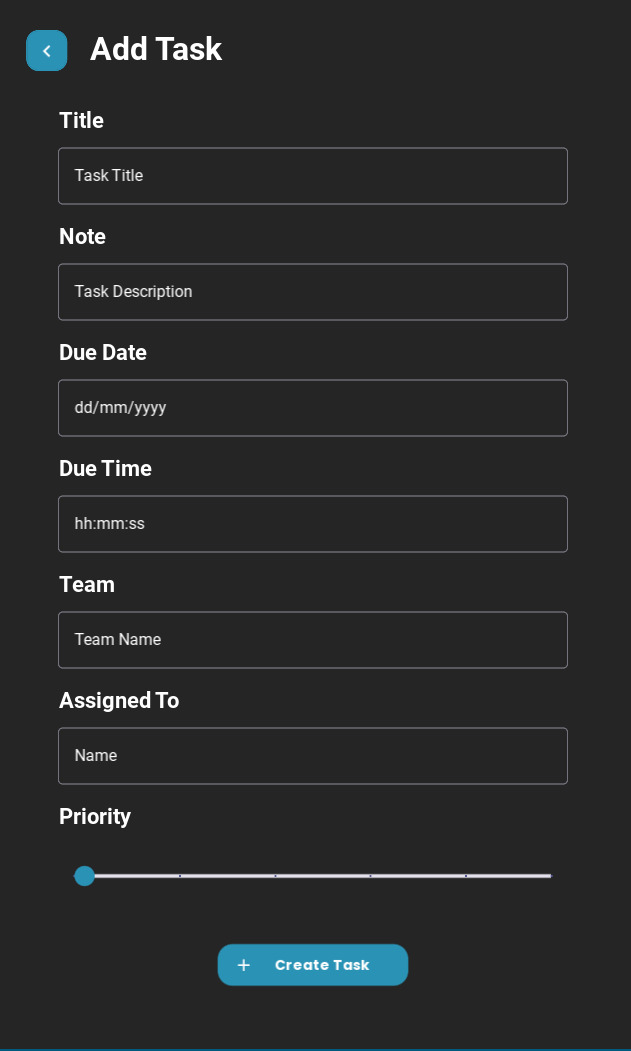 Add Task
Title
Task Title
Note
Task Description
Due Date
dd/mm/yyyy
Due Time
hh:mm:ss
Team
Team Name
Assigned To
Name
Priority
+ Create Task